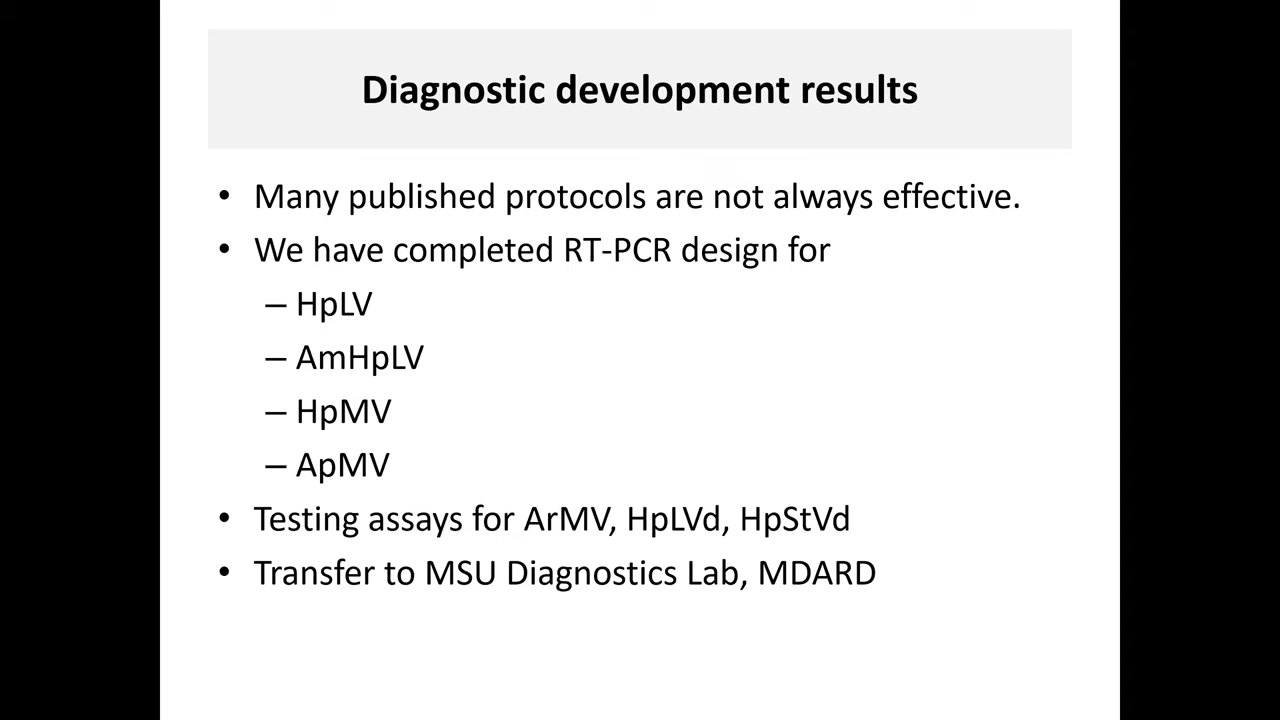 Diagnostic development results
• Many published protocols are not always effective.
• We have completed RT-PCR design for
– HpLV
– AmHpLV
– HpMV
– ApMV
• Testing assays for ArMV, HpLVd, HpStVd
• Transfer to MSU Diagnostics Lab, MDARD